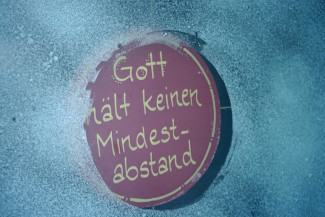 Gott
hält keinen
Mindest-
abstand